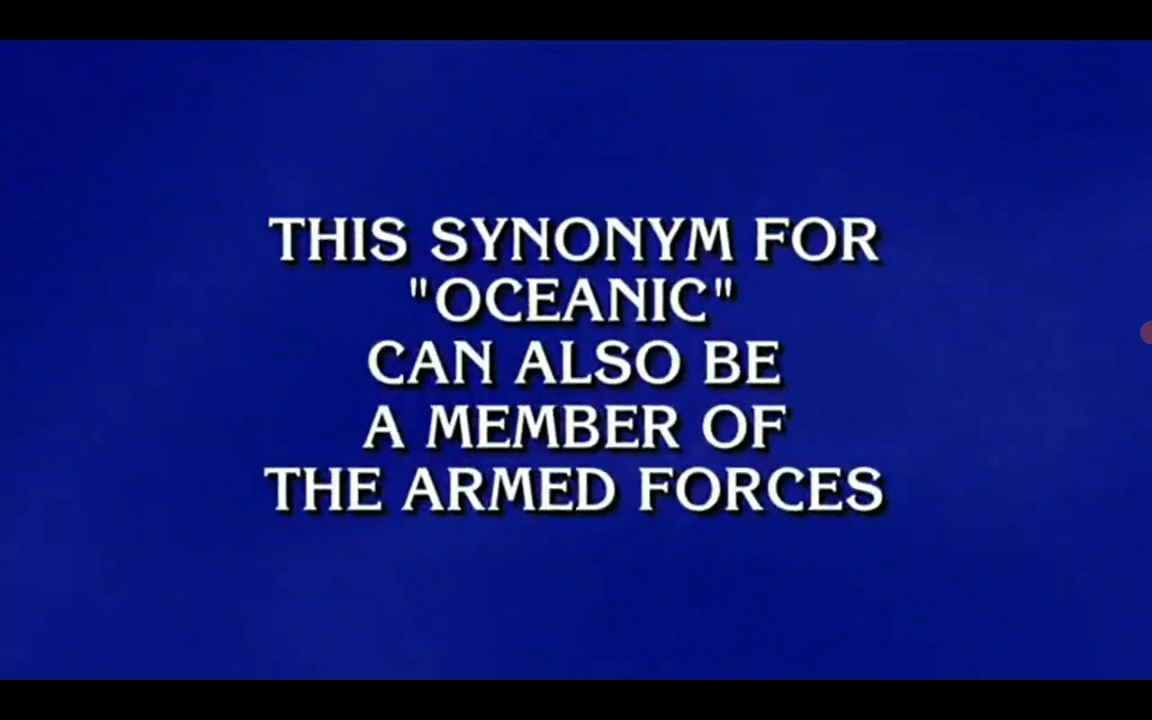 THIS SYNONYM FOR
"OCEANIC"
CAN ALSO BE
A MEMBER OF
THE ARMED FORCES